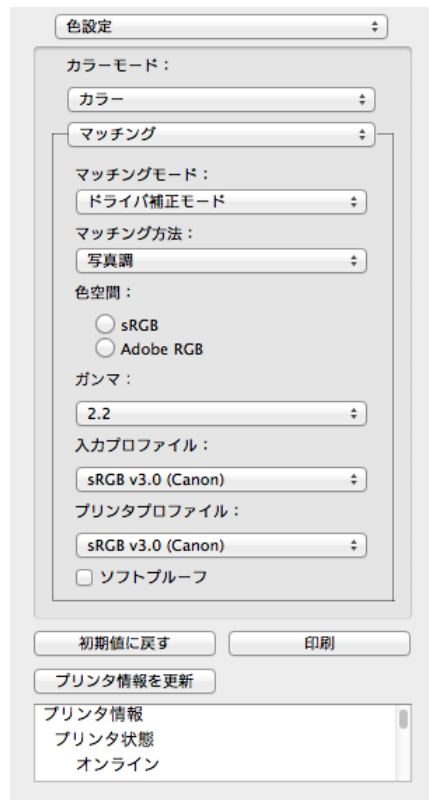 色設定
カラーモード：
カラー
マッチング
マッチングモード：
ドライバ補正モード
マッチング方法：
写真調
色空間：
sRGB
Adobe RGB
ガンマ：
2.2
入力プロファイル：
sRGB v3.0 (Canon)
プリンタプロファイル：
sRGB v3.0 (Canon)
ソフトプルーフ
初期値に戻す 印刷
プリンタ情報を更新
プリンタ情報
プリンタ状態
オンライン